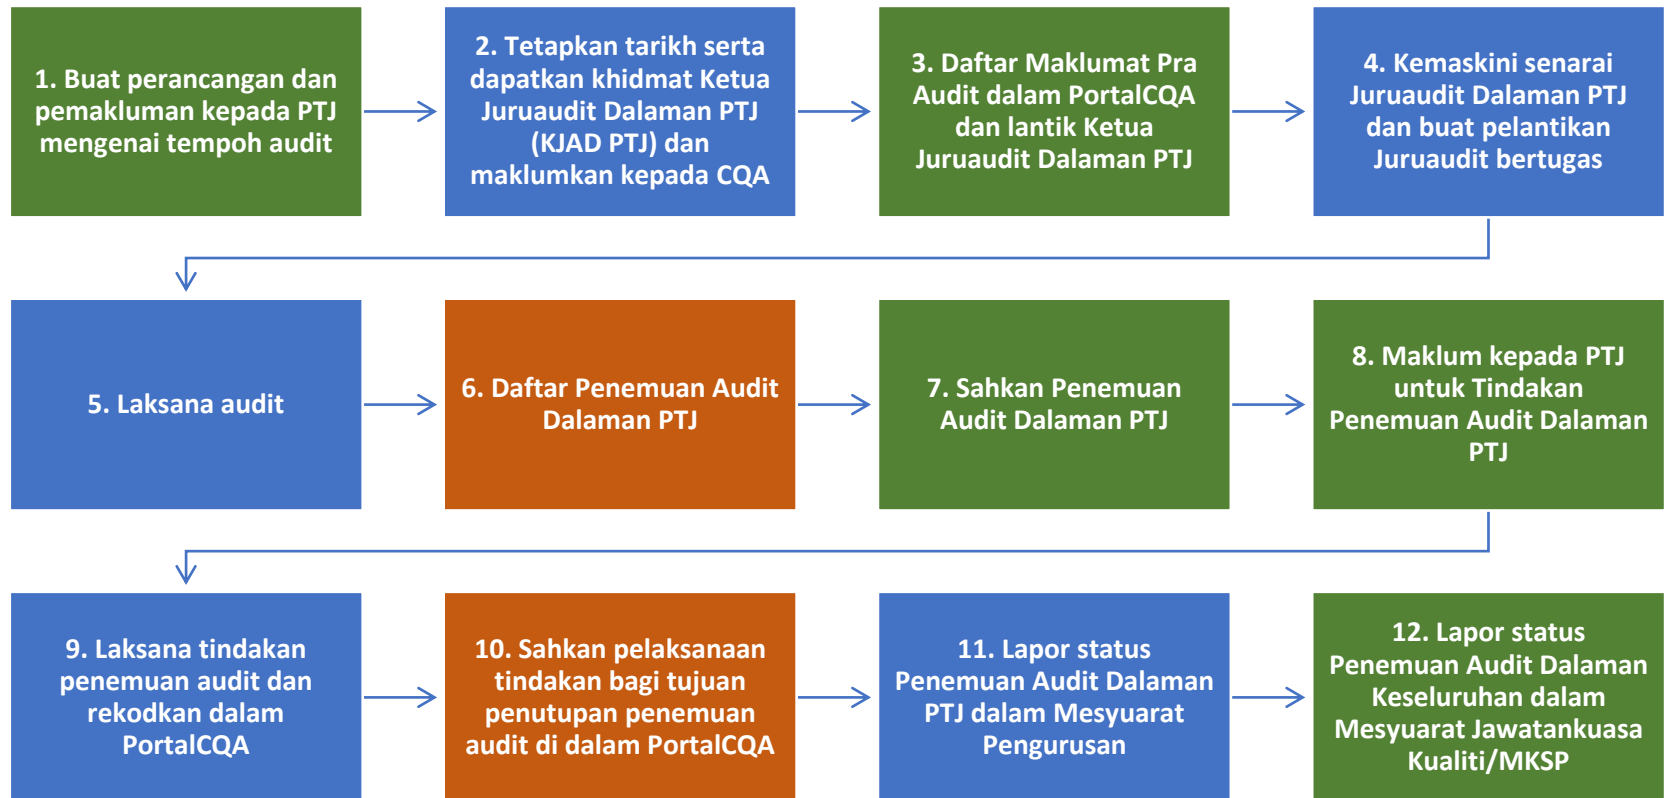 1. Buat perancangan dan
pemakluman kepada PTJ
mengenai tempoh audit
2. Tetapkan tarikh serta
dapatkan khidmat Ketua
Juruaudit Dalaman PTJ
(KJAD PTJ) dan
maklumkan kepada CQA
3. Daftar Maklumat Pra
Audit dalam PortalCQA
dan lantik Ketua
Juruaudit Dalaman PTJ
4. Kemaskini senarai
Juruaudit Dalaman PTJ
dan buat pelantikan
Juruaudit bertugas
5. Laksana audit
6. Daftar Penemuan Audit
Dalaman PTJ
7. Sahkan Penemuan
Audit Dalaman PTJ
8. Maklum kepada PTJ
untuk Tindakan
Penemuan Audit Dalaman
PTJ
9. Laksana tindakan
penemuan audit dan
rekodkan dalam
PortalCQA
10. Sahkan pelaksanaan
tindakan bagi tujuan
penutupan penemuan
audit di dalam PortalCQA
11. Lapor status
Penemuan Audit Dalaman
PTJ dalam Mesyuarat
Pengurusan
12. Lapor status
Penemuan Audit Dalaman
Keseluruhan dalam
Mesyuarat Jawatankuasa
Kualiti/MKSP